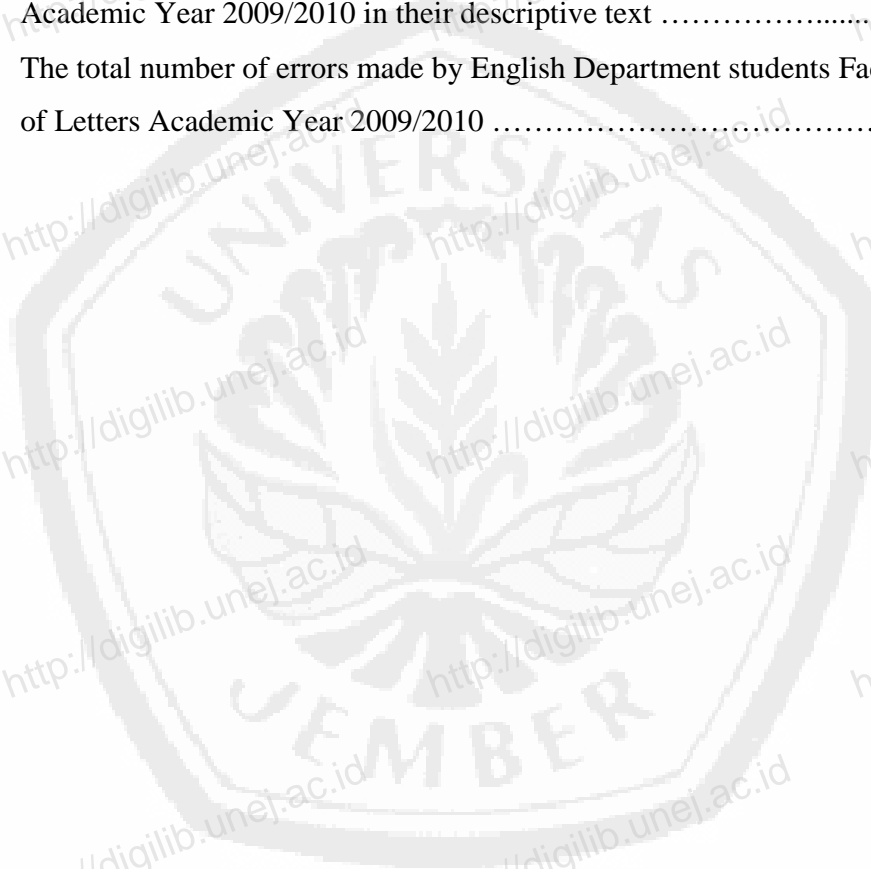 Academic Year 2009/2010 in their descriptive text ……………......
The total number of errors made by English Department students
of Letters Academic Year 2009/2010 ………………………………
http://digilib.unej.ac.id
http://digilib.unej.ac.id
UNIVERSITAS
http://digilib.unej.ac.id
http://digilib.unej.ac.id
http://digilib.unej.ac.id
http://digilib.unej.ac.id
JEMBER
//digilib.unej.ac.id
//digilib.unej.ac.id